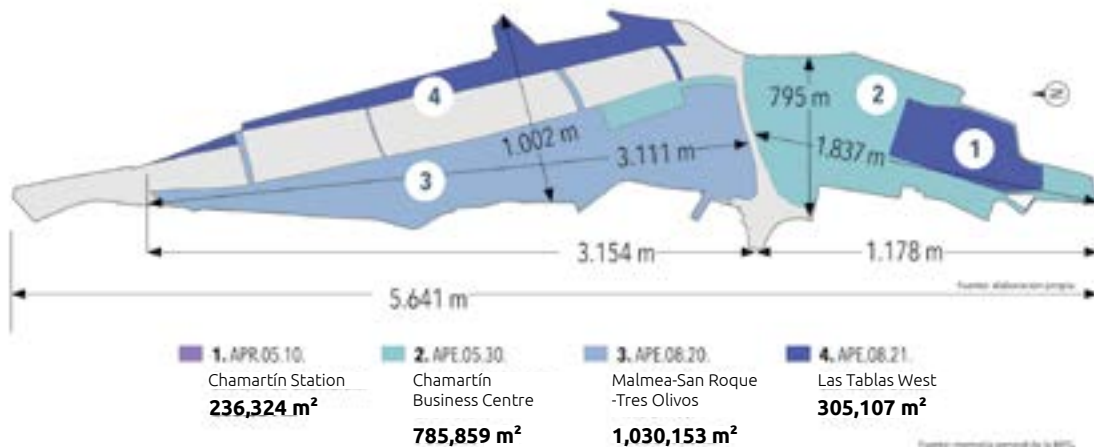 4
2
795 m
1
1.002 m
3.111 m
1.837 m
3
3.154 m
1.178 m
Fuente: elaboración propia
5.641 m
1. APR.05.10.
Chamartín Station
236,324 m²
2. APE.05.30.
Chamartín
Business Centre
785,859 m²
3. APE.08.20.
Malmea-San Roque
-Tres Olivos
1,030,153 m²
4. APE.08.21.
Las Tablas West
305,107 m²